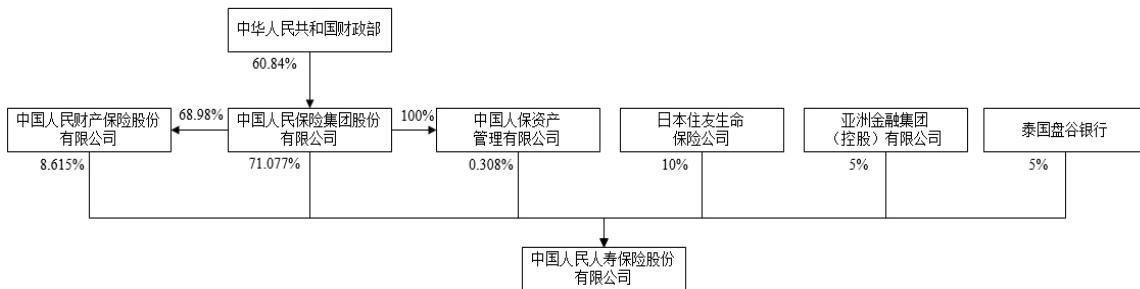 中华人民共和国财政部
60.84%
中国人民财产保险股份
有限公司
68.98%
中国人民保险集团股份
有限公司
100%
中国人保资产
管理有限公司
日本住友生命
保险公司
亚洲金融集团
（控股）有限公司
泰国盘谷银行
8.615%
71.077%
0.308%
10%
5%
5%
中国人民人寿保险股份
有限公司